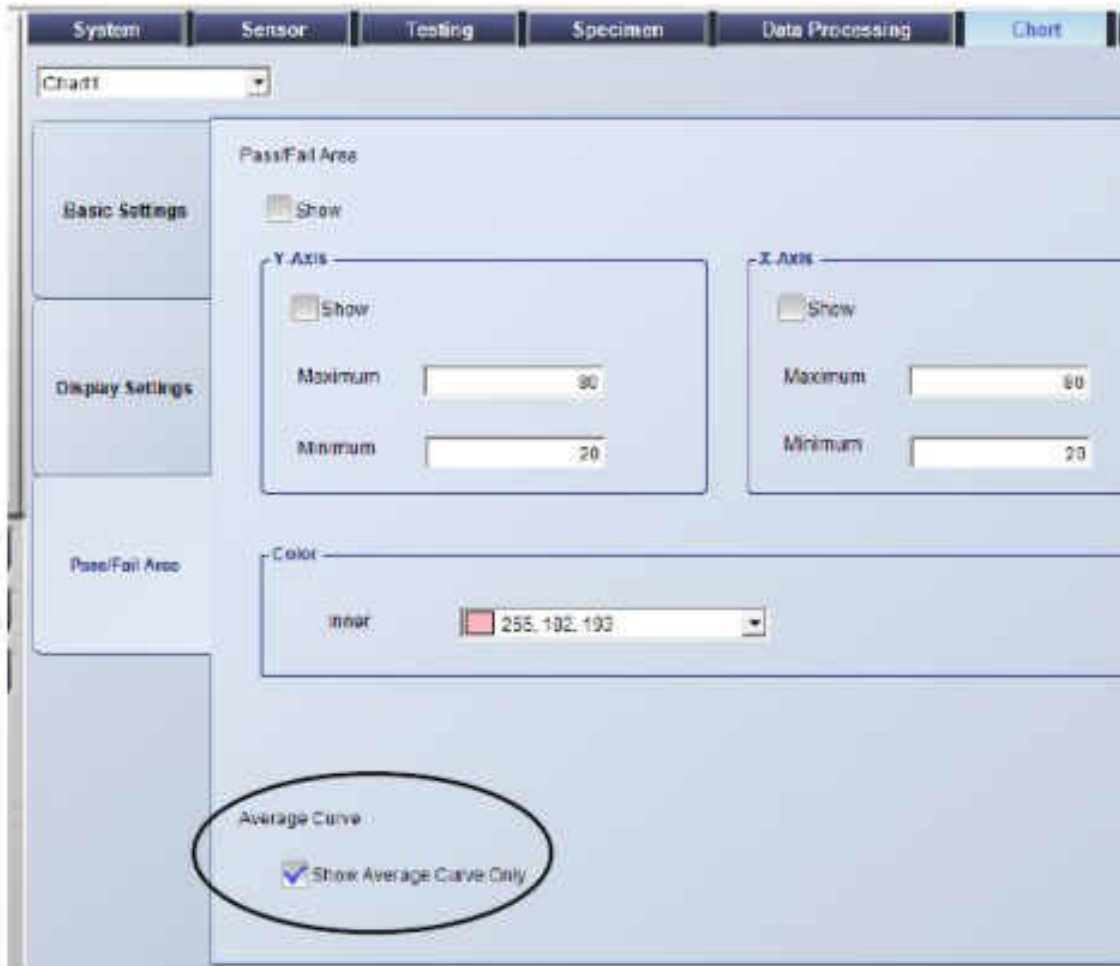 System Sensor Testing Specimen Data Processing Chart
Chart1
Pass/Fail Area
Basic Settings
Show
Y Axis X Axis
Show Show
Display Settings
Maximum 80 Maximum 80
Minimum 20 Minimum 20
Pass/Fail Area
Color
Inner 255, 182, 193
Average Curve
Show Average Curve Only